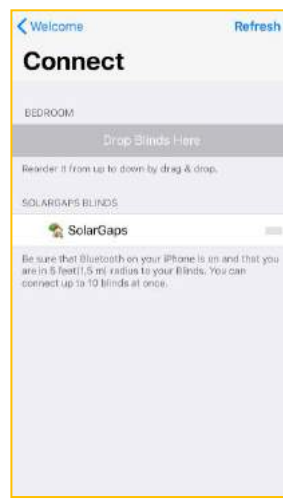 Welcome Refresh
Connect
BEDROOM
Drop Blinds Here
Reorder it from up to down by drag & drop.
SOLARGAPS BLINDS
SolarGaps
Be sure that Bluetooth on your iPhone is on and that you
are in 5 feet(1,5 m) radius to your Blinds. You can
connect up to 10 blinds at once.